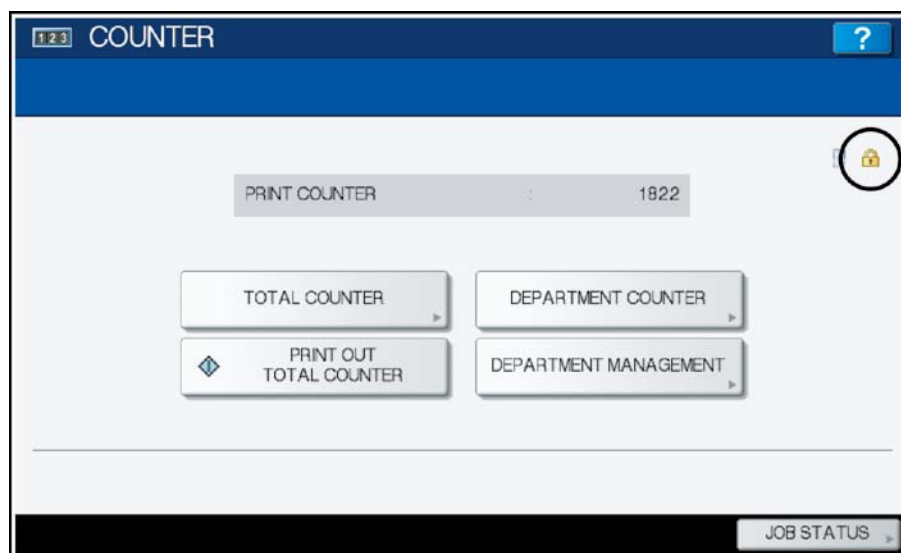 123 COUNTER
?
PRINT COUNTER : 1822
TOTAL COUNTER
DEPARTMENT COUNTER
PRINT OUT
TOTAL COUNTER
DEPARTMENT MANAGEMENT
JOB STATUS